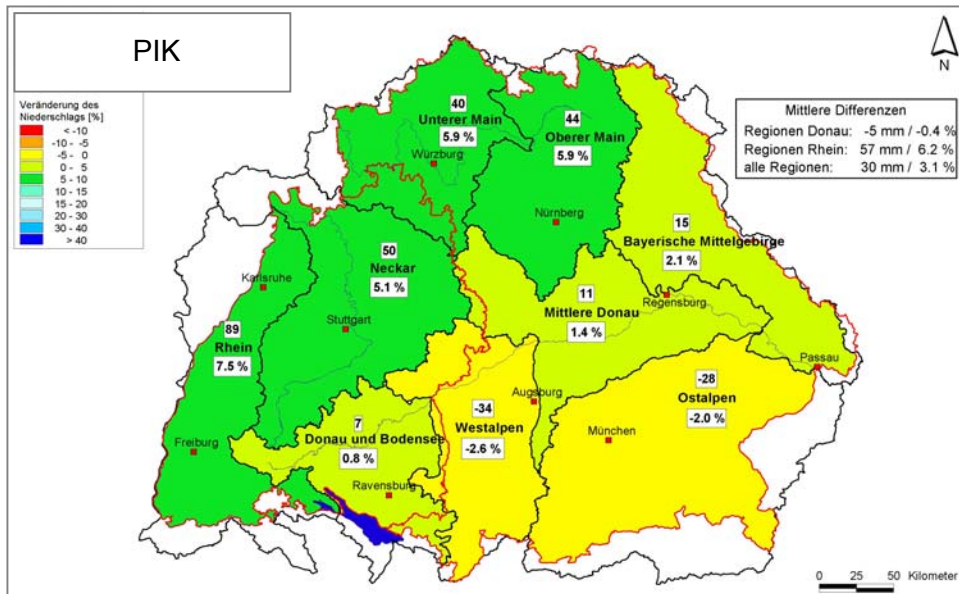 PIK
N
Veränderung des
Niederschlags [%]
< -10
-10 - -5
-5 - 0
0 - 5
5 - 10
10 - 15
15 - 20
20 - 30
30 - 40
> 40
Mittlere Differenzen
Regionen Donau: -5 mm / -0.4 %
Regionen Rhein: 57 mm / 6.2 %
alle Regionen: 30 mm / 3.1 %
40
Unterer Main
5.9 %
Würzburg
44
Oberer Main
5.9 %
Nürnberg
15
Bayerische Mittelgebirge
2.1 %
50
Neckar
5.1 %
Karlsruhe
Stuttgart
11
Mittlere Donau
1.4 %
Regensburg
89
Rhein
7.5 %
Passau
-28
Ostalpen
-2.0 %
Augsburg
-34
Westalpen
-2.6 %
München
7
Donau und Bodensee
0.8 %
Freiburg
Ravensburg
0 25 50 Kilometer